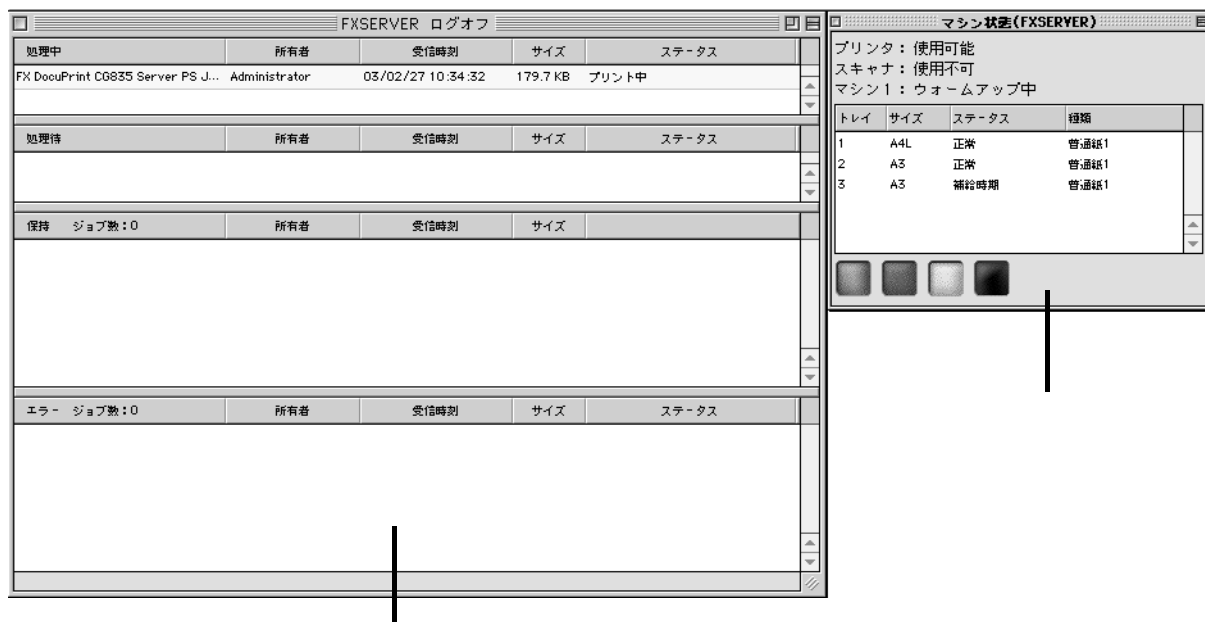 FXSERVER ログオフ
処理中 所有者 受信時刻 サイズ ステータス
FX DocuPrint CG835 Server PS J... Administrator 03/02/27 10:34:32 179.7 KB プリント中
処理待 所有者 受信時刻 サイズ ステータス
保持 ジョブ数:0 所有者 受信時刻 サイズ
エラー ジョブ数:0 所有者 受信時刻 サイズ ステータス
マシン状態(FXSERVER)
プリンタ:使用可能
スキャナ:使用不可
マシン1:ウォームアップ中
トレイ サイズ ステータス 種類
1 A4L 正常 普通紙1
2 A3 正常 普通紙1
3 A3 補給時期 普通紙1